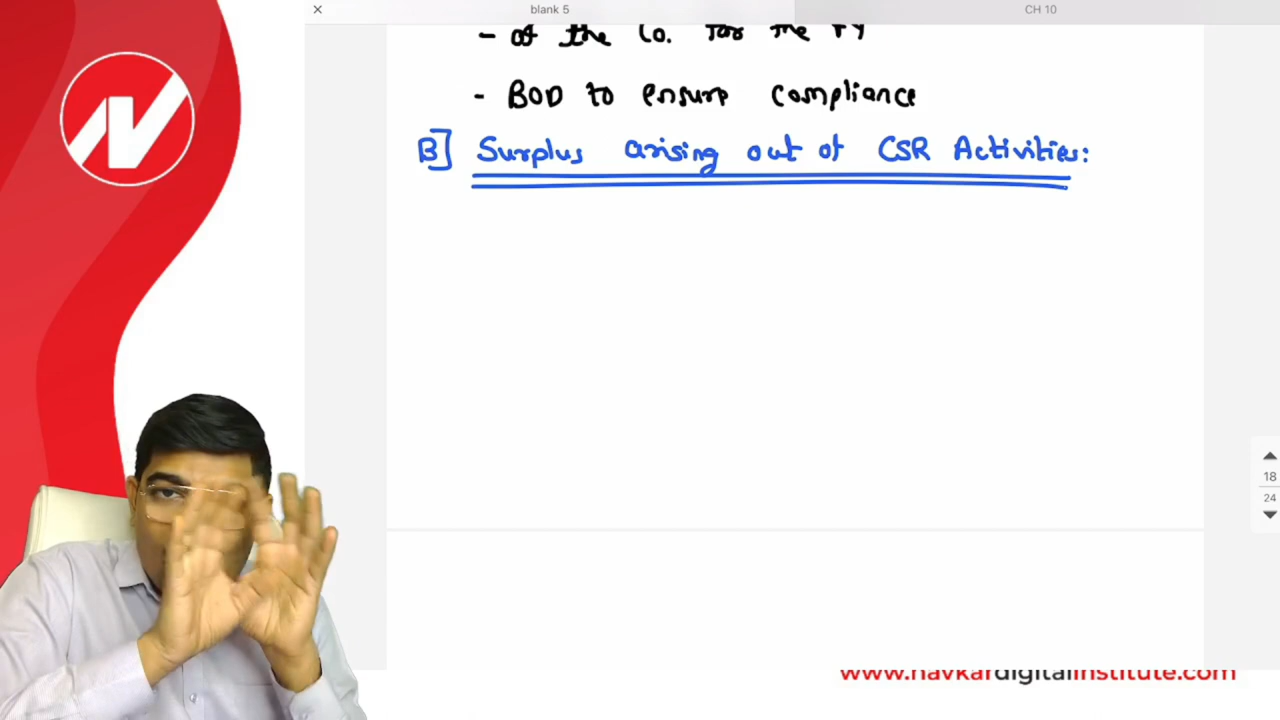 blank 5
CH 10
- of the Co. for the FY
- BOD to ensure compliance
B] Surplus arising out of CSR Activities:
18
24
www.navkardigitalinstitute.com